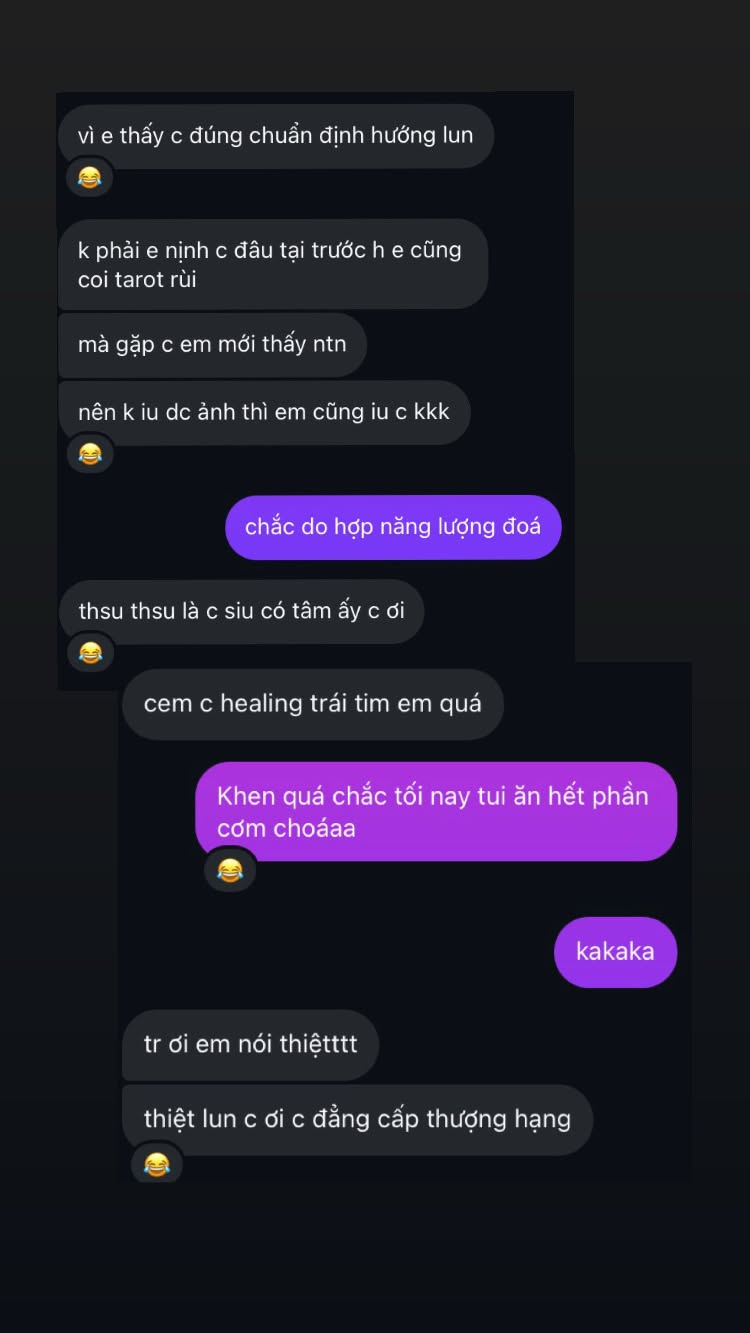 vì e thấy c đúng chuẩn định hướng lun
k phải e nịnh c đâu tại trước h e cũng
coi tarot rùi
mà gặp c em mới thấy ntn
nên k iu dc ảnh thì em cũng iu c kkk
chắc do hợp năng lượng đoá
thsu thsu là c siu có tâm ấy c ơi
cem c healing trái tim em quá
Khen quá chắc tối nay tui ăn hết phần
cơm choáaa
kakaka
tr ơi em nói thiệtttt
thiệt lun c ơi c đẳng cấp thượng hạng